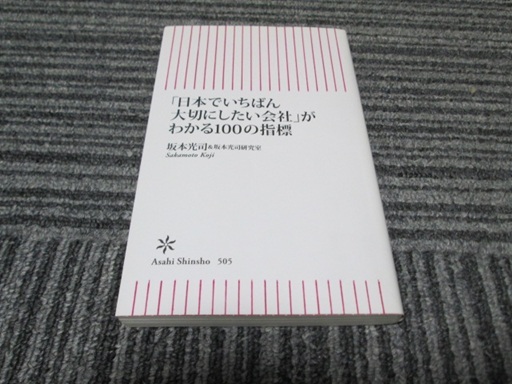 「日本でいちばん
大切にしたい会社」が
わかる100の指標
坂本光司&坂本光司研究室
Sakamoto Koji
Asahi Shinsho 505